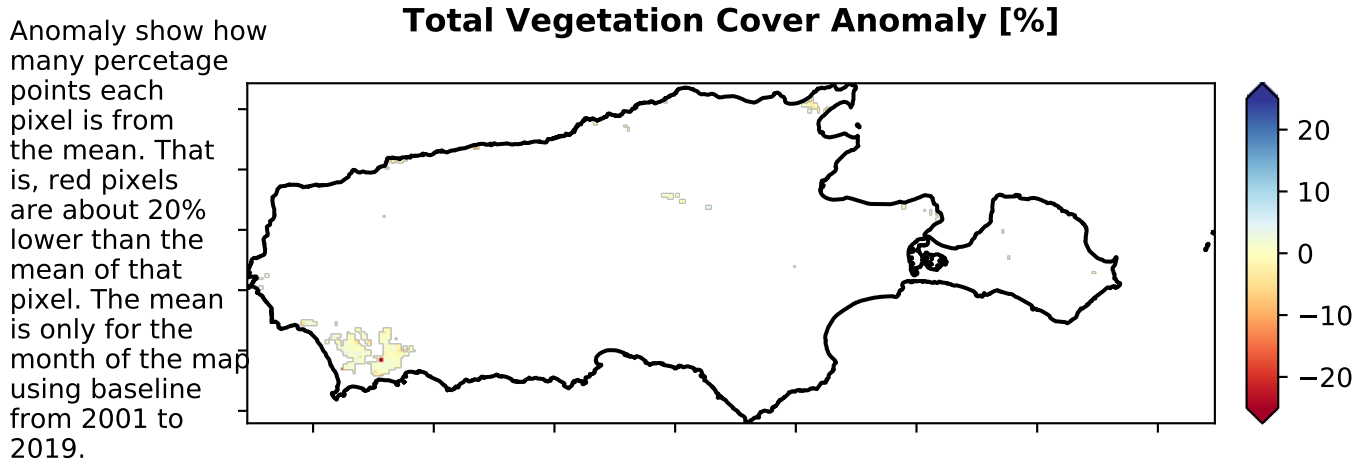 Total Vegetation Cover Anomaly [%]
Anomaly show how
many percetage
points each
pixel is from
the mean. That
is, red pixels
are about 20%
lower than the
mean of that
pixel. The mean
is only for the
month of the map
using baseline
from 2001 to
2019.
20
10
0
−10
−20